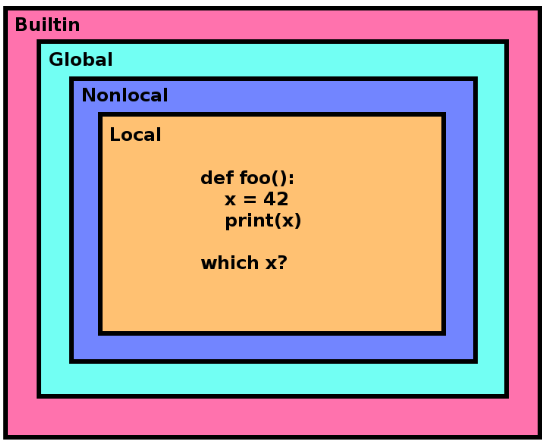 Builtin
Global
Nonlocal
Local
def foo():
    x = 42
    print(x)
which x?